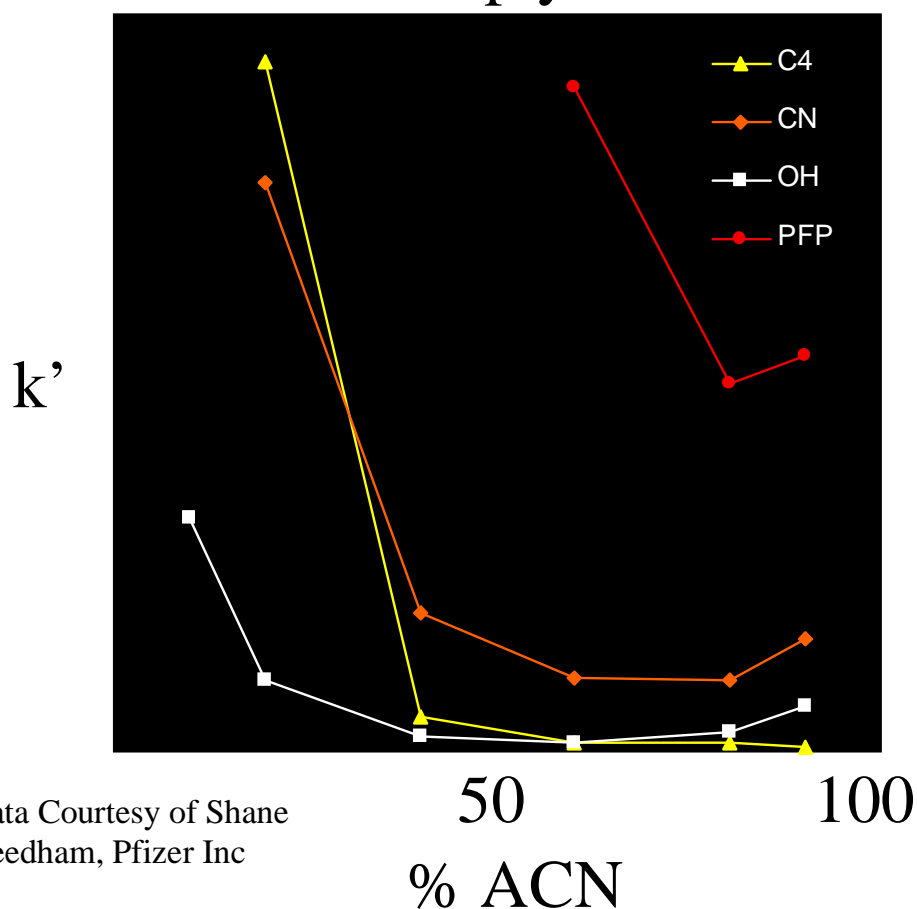 C4
CN
OH
PFP
k’
50 100
ata Courtesy of Shane
eedham, Pfizer Inc
% ACN